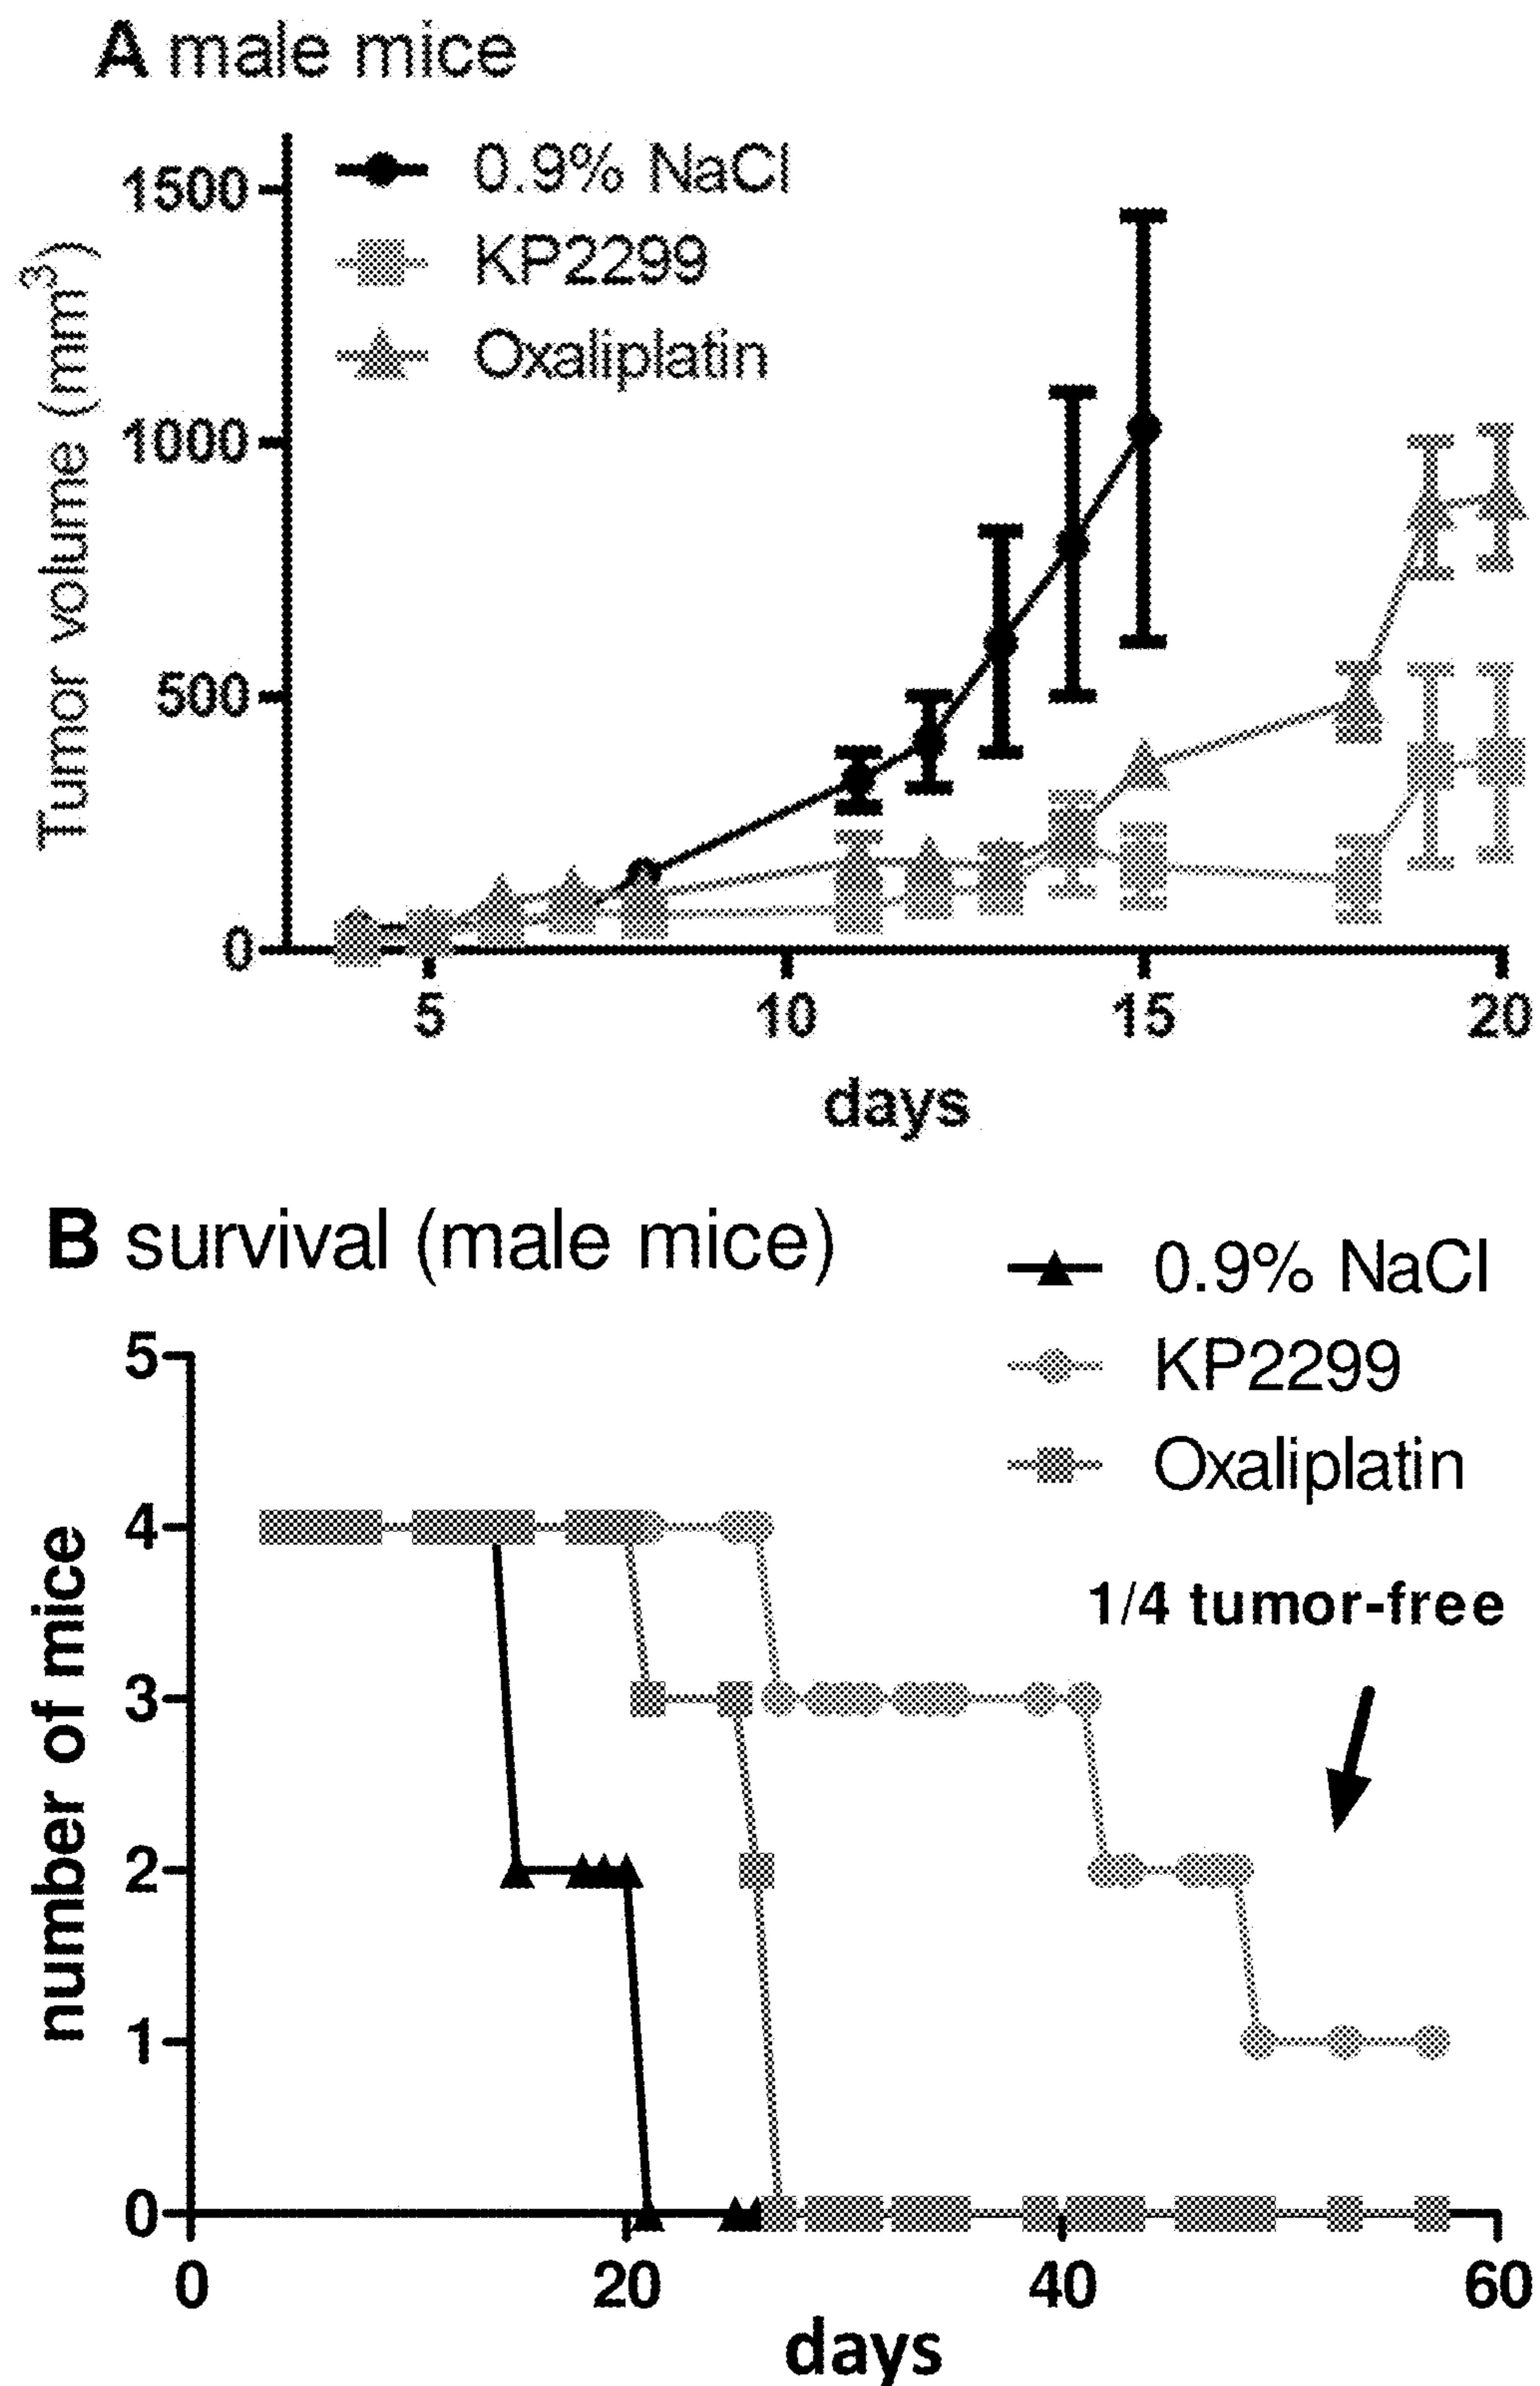 A male mice
1500
1000
500
0
Tumor volume (mm³)
0.9% NaCl
KP2299
Oxaliplatin
5 10 15 20
days
B survival (male mice)
0.9% NaCl
KP2299
Oxaliplatin
5
4
3
2
1
0
number of mice
1/4 tumor-free
0 20 40 60
days